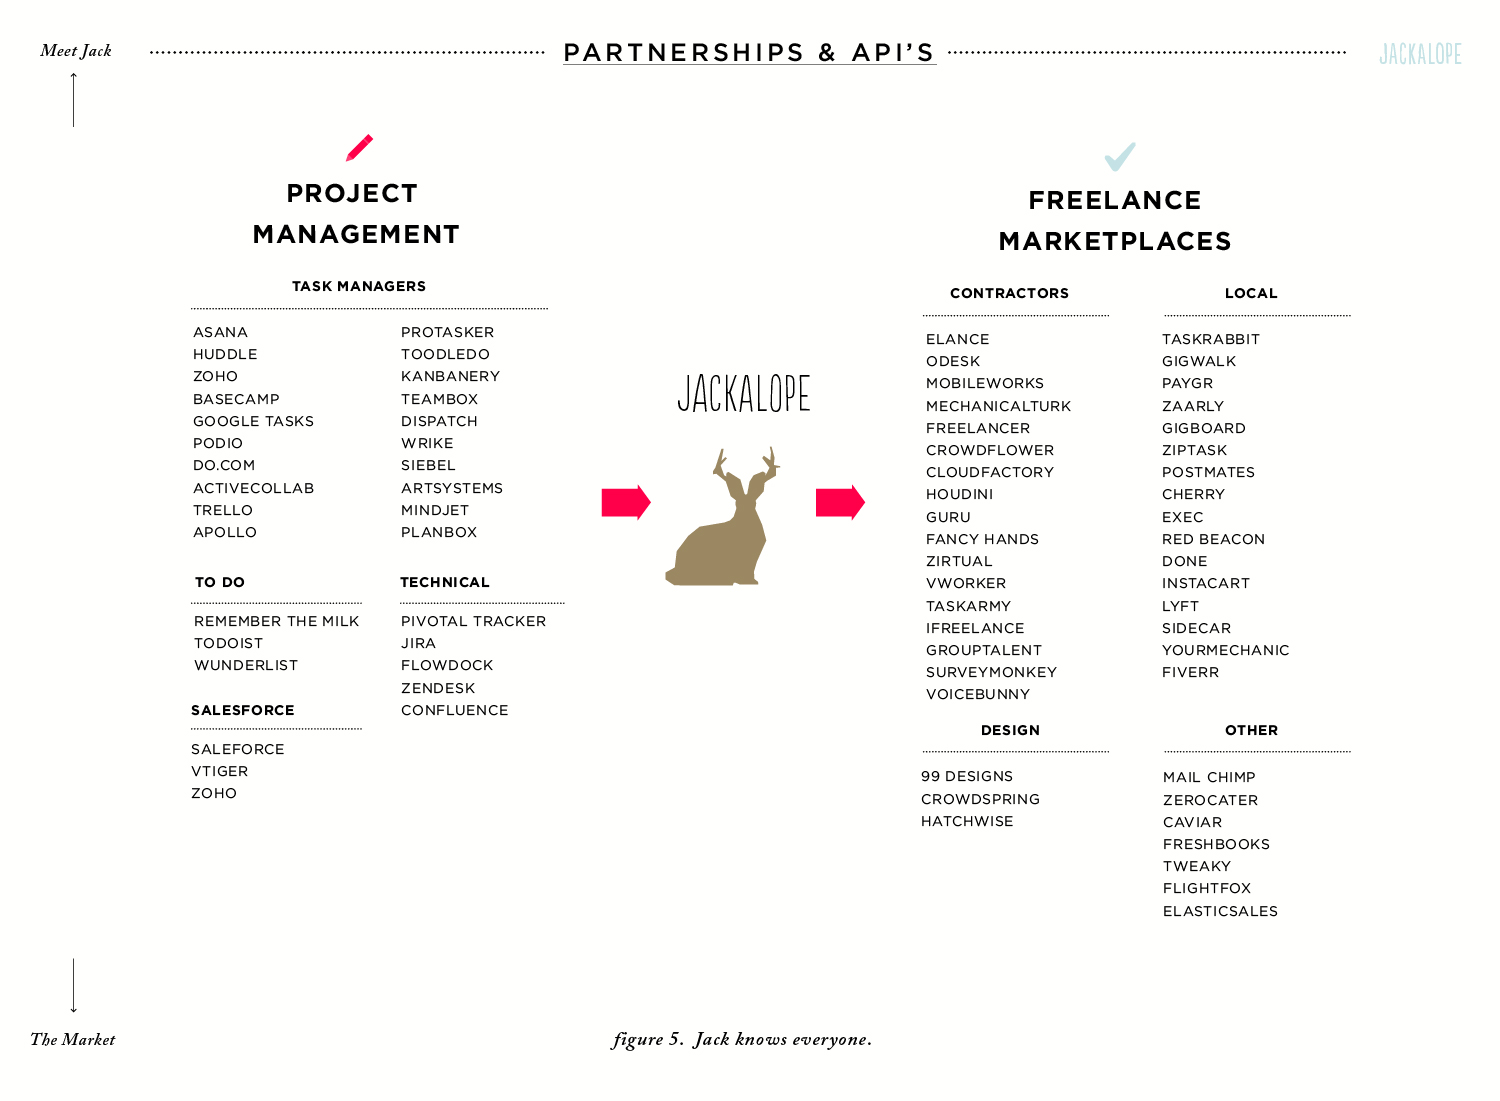 Meet Jack
PARTNERSHIPS & API’S
JACKALOPE
PROJECT
MANAGEMENT
TASK MANAGERS
ASANA
HUDDLE
ZOHO
BASECAMP
GOOGLE TASKS
PODIO
DO.COM
ACTIVECOLLAB
TRELLO
APOLLO
PROTASKER
TOODLEDO
KANBANERY
TEAMBOX
DISPATCH
WRIKE
SIEBEL
ARTSYSTEMS
MINDJET
PLANBOX
TO DO
REMEMBER THE MILK
TODOIST
WUNDERLIST
TECHNICAL
PIVOTAL TRACKER
JIRA
FLOWDOCK
ZENDESK
CONFLUENCE
SALESFORCE
SALEFORCE
VTIGER
ZOHO
JACKALOPE
FREELANCE
MARKETPLACES
CONTRACTORS
ELANCE
ODESK
MOBILEWORKS
MECHANICALTURK
FREELANCER
CROWDFLOWER
CLOUDFACTORY
HOUDINI
GURU
FANCY HANDS
ZIRTUAL
VWORKER
TASKARMY
IFREELANCE
GROUPTALENT
SURVEYMONKEY
VOICEBUNNY
LOCAL
TASKRABBIT
GIGWALK
PAYGR
ZAARLY
GIGBOARD
ZIPTASK
POSTMATES
CHERRY
EXEC
RED BEACON
DONE
INSTACART
LYFT
SIDECAR
YOURMECHANIC
FIVERR
DESIGN
99 DESIGNS
CROWDSPRING
HATCHWISE
OTHER
MAIL CHIMP
ZEROCATER
CAVIAR
FRESHBOOKS
TWEAKY
FLIGHTFOX
ELASTICSALES
The Market
figure 5. Jack knows everyone.